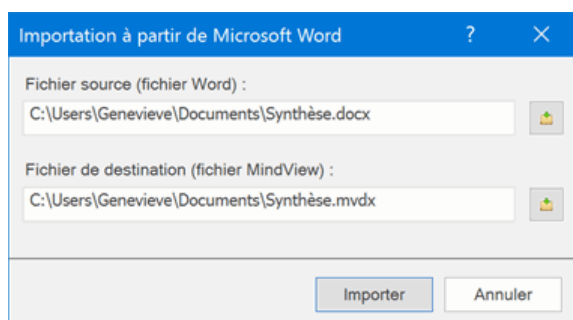 Importation à partir de Microsoft Word ?
Fichier source (fichier Word) :
C:\Users\Genevieve\Documents\Synthèse.docx
Fichier de destination (fichier MindView) :
C:\Users\Genevieve\Documents\Synthèse.mvdx
Importer Annuler